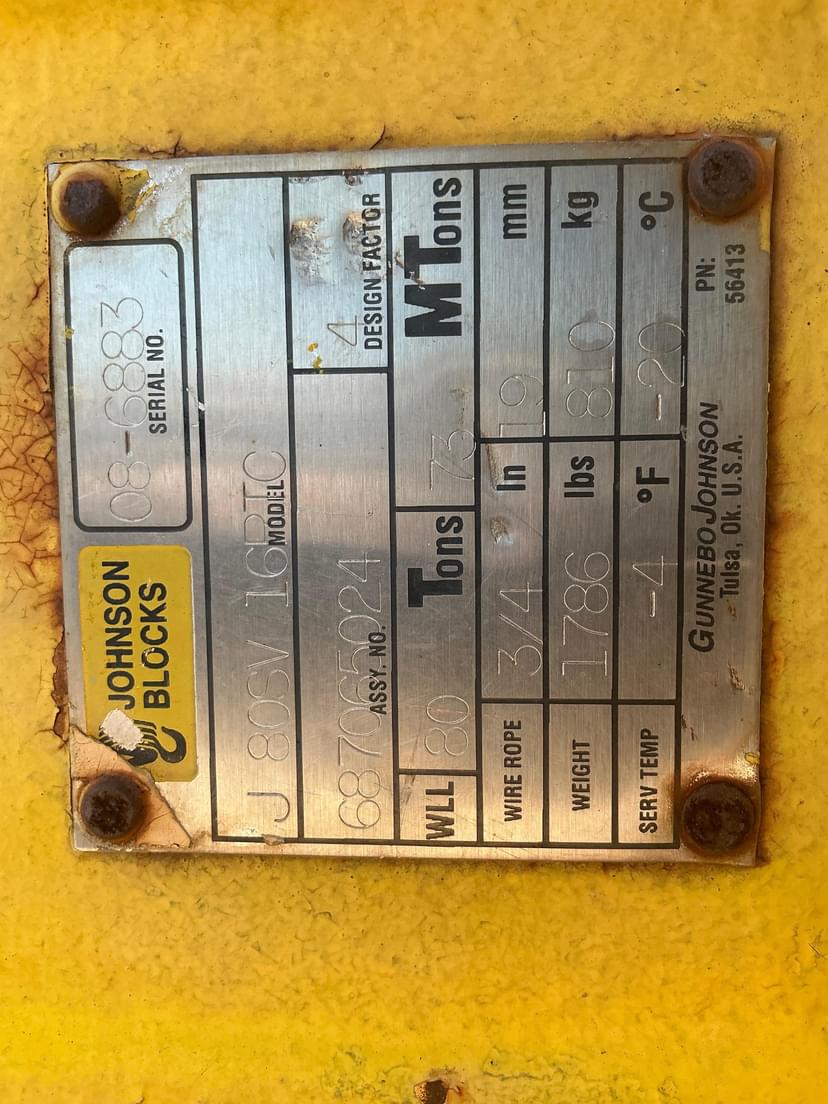 JOHNSON
BLOCKS
08-6883
SERIAL NO.
J 80SV 16BTC
MODEL
687065024
ASSY. NO.
4
DESIGN FACTOR
WLL 80 Tons 73 MTons
WIRE ROPE 3/4 In 19 mm
WEIGHT 1786 lbs 810 kg
SERV TEMP -4 °F -20 °C
GUNNEBO JOHNSON
Tulsa, Ok. U.S.A.
PN:
56413